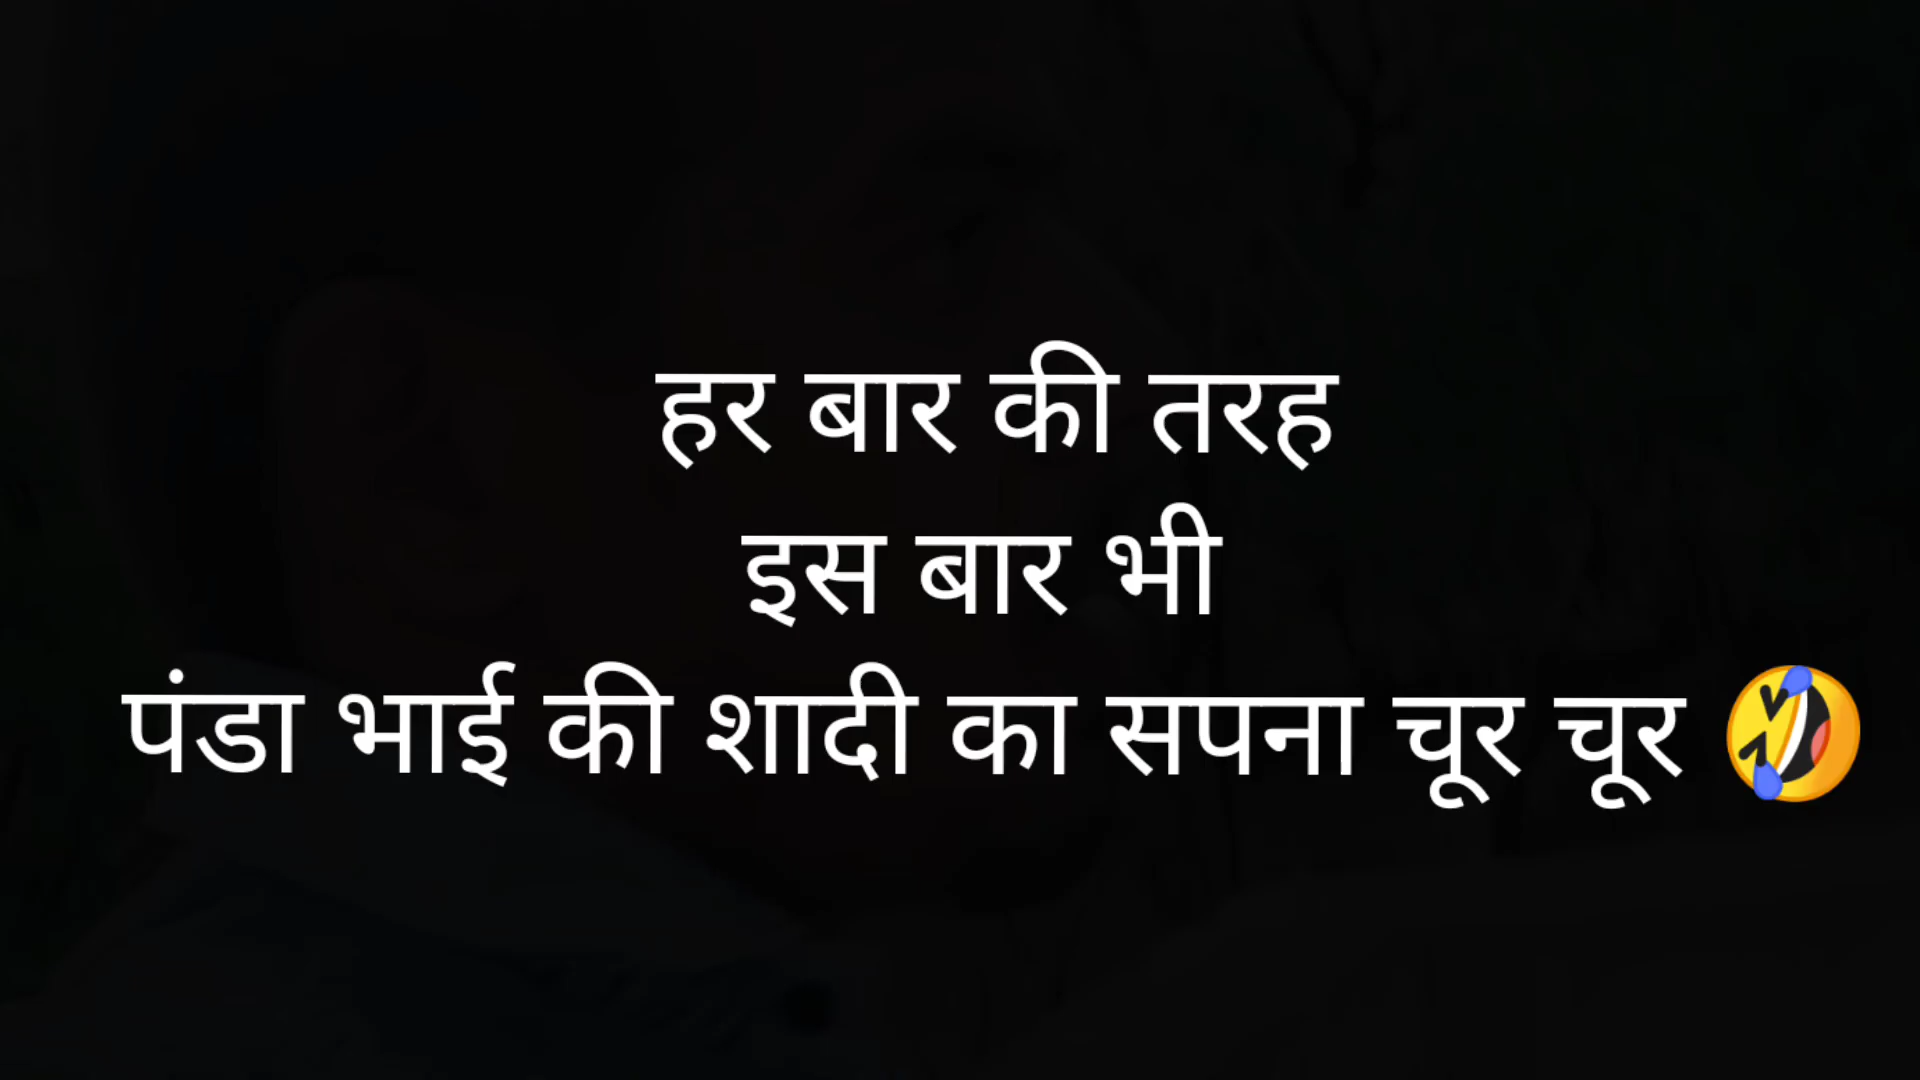 हर बार की तरह
इस बार भी
पंडा भाई की शादी का सपना चूर चूर 🤣